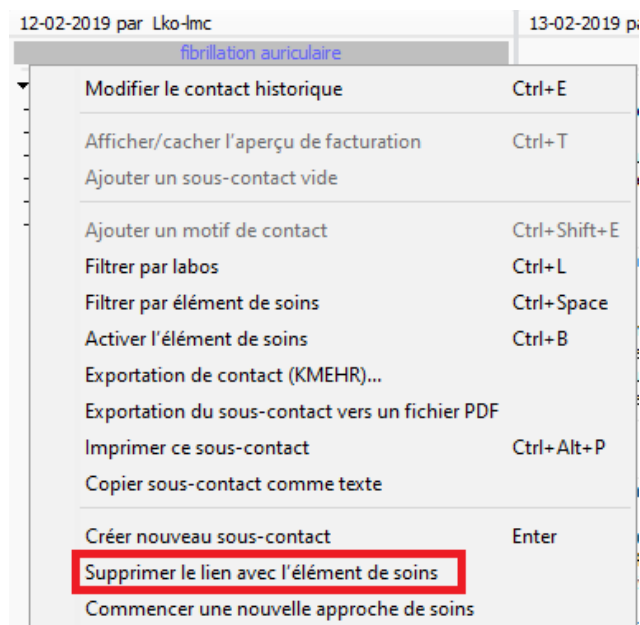 12-02-2019 par Lko-lmc 13-02-2019
fibrillation auriculaire
Modifier le contact historique Ctrl+E
Afficher/cacher l'aperçu de facturation Ctrl+T
Ajouter un sous-contact vide
Ajouter un motif de contact Ctrl+Shift+E
Filtrer par labos Ctrl+L
Filtrer par élément de soins Ctrl+Space
Activer l'élément de soins Ctrl+B
Exportation de contact (KMEHR)...
Exportation du sous-contact vers un fichier PDF
Imprimer ce sous-contact Ctrl+Alt+P
Copier sous-contact comme texte
Créer nouveau sous-contact Enter
Supprimer le lien avec l'élément de soins
Commencer une nouvelle approche de soins